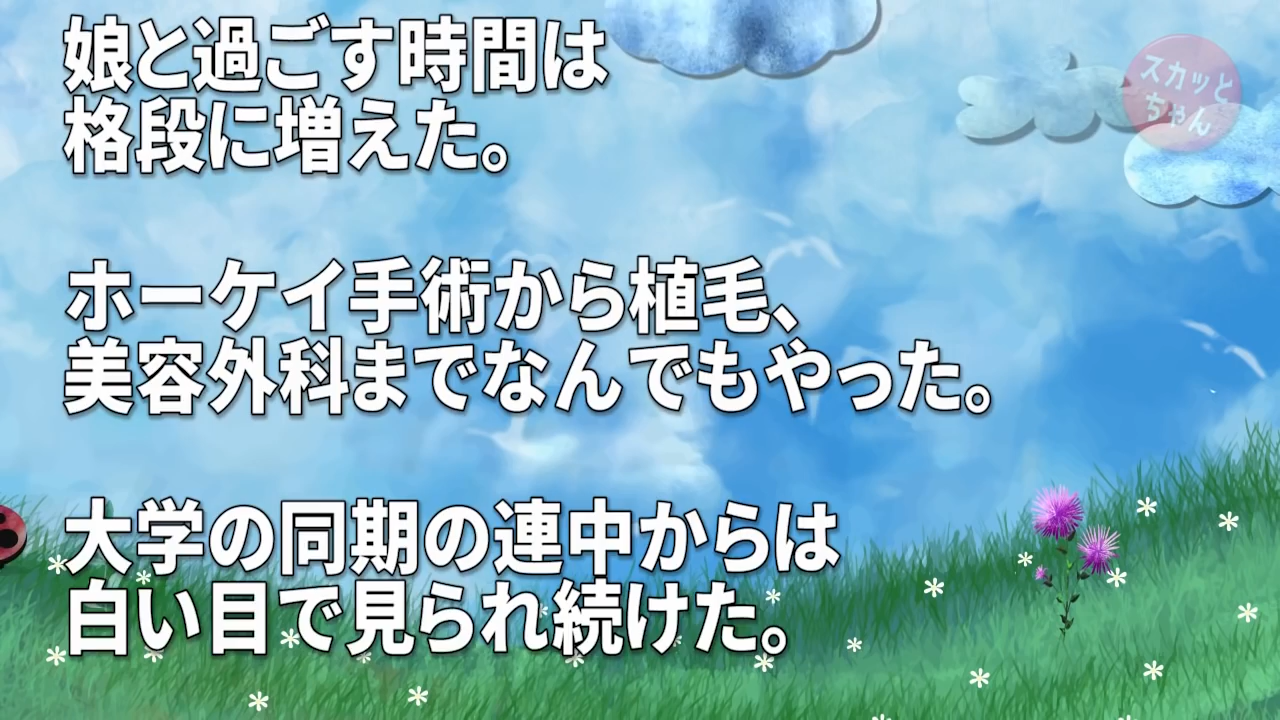 娘と過ごす時間は
格段に増えた。
ホーケイ手術から植毛、
美容外科までなんでもやった。
大学の同期の連中からは
白い目で見られ続けた。
スカッと
ちゃん